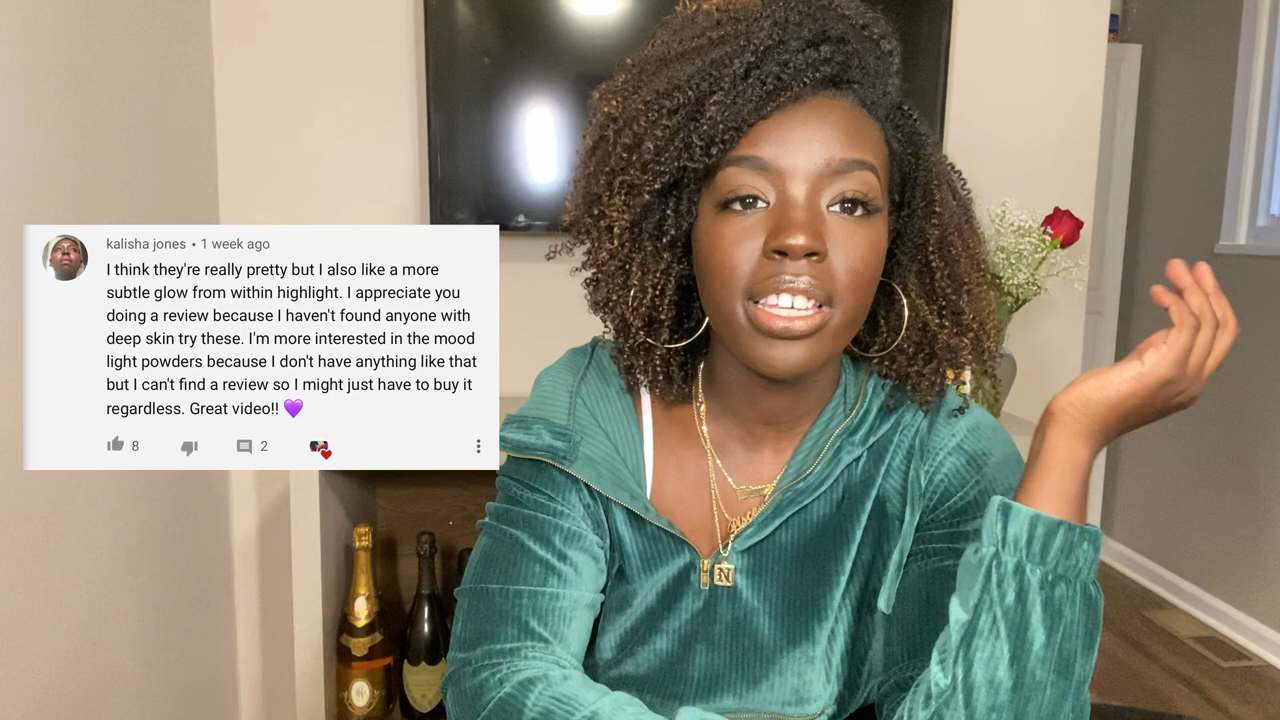 kalisha jones • 1 week ago
I think they're really pretty but I also like a more
subtle glow from within highlight. I appreciate you
doing a review because I haven't found anyone with
deep skin try these. I'm more interested in the mood
light powders because I don't have anything like that
but I can't find a review so I might just have to buy it
regardless. Great video!! 💜
8
2
N